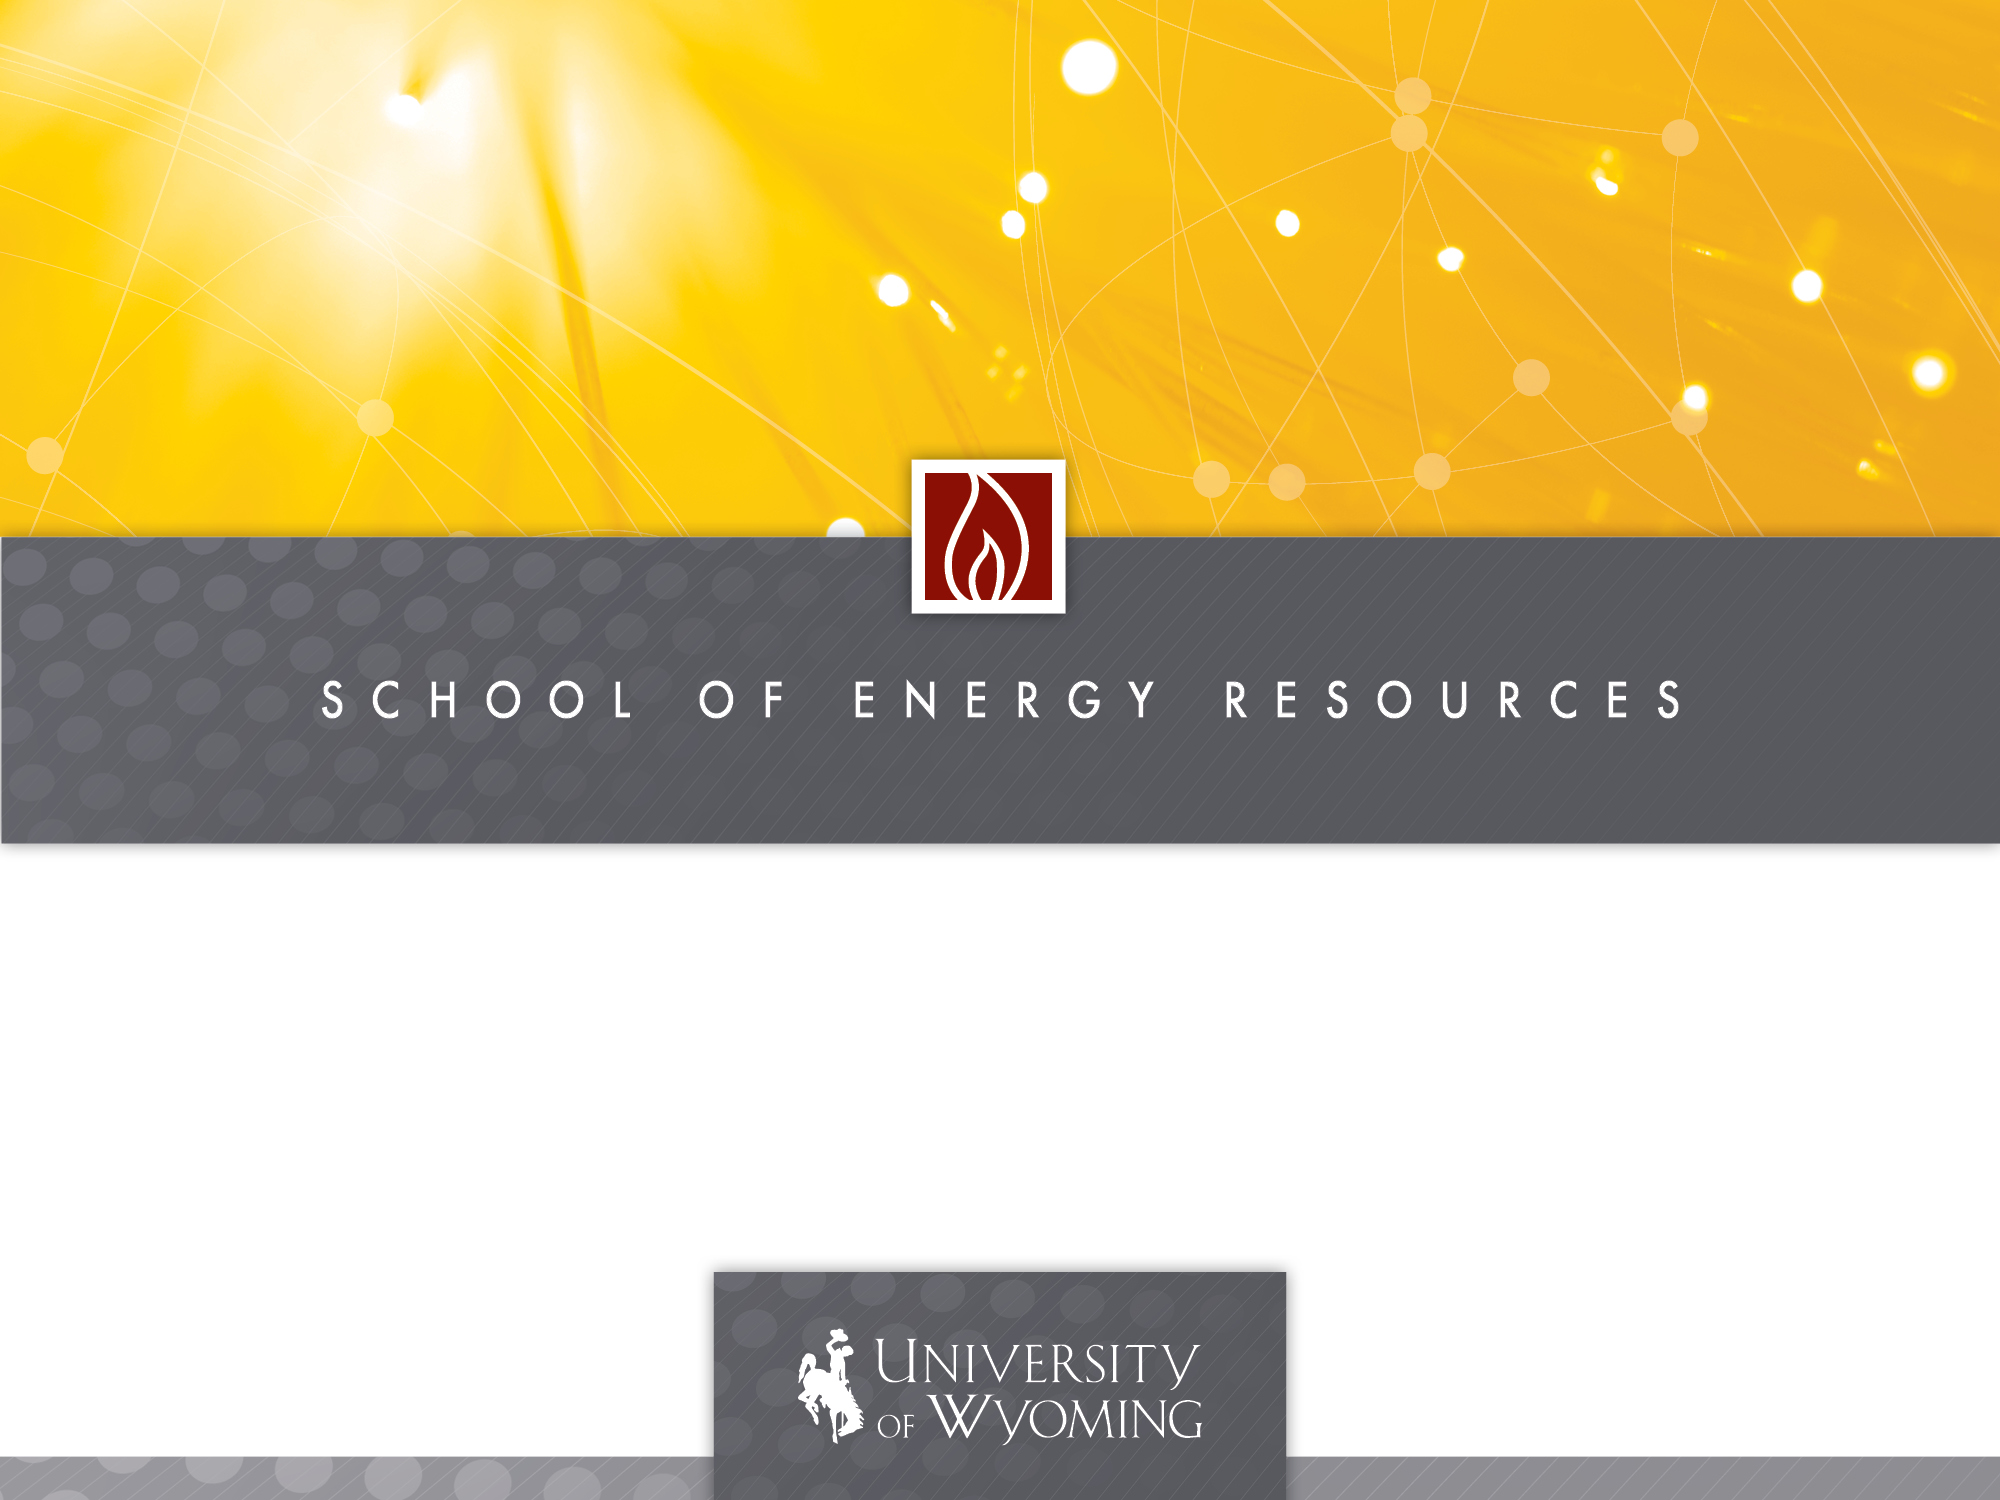 SCHOOL OF ENERGY RESOURCES
UNIVERSITY
OF WYOMING